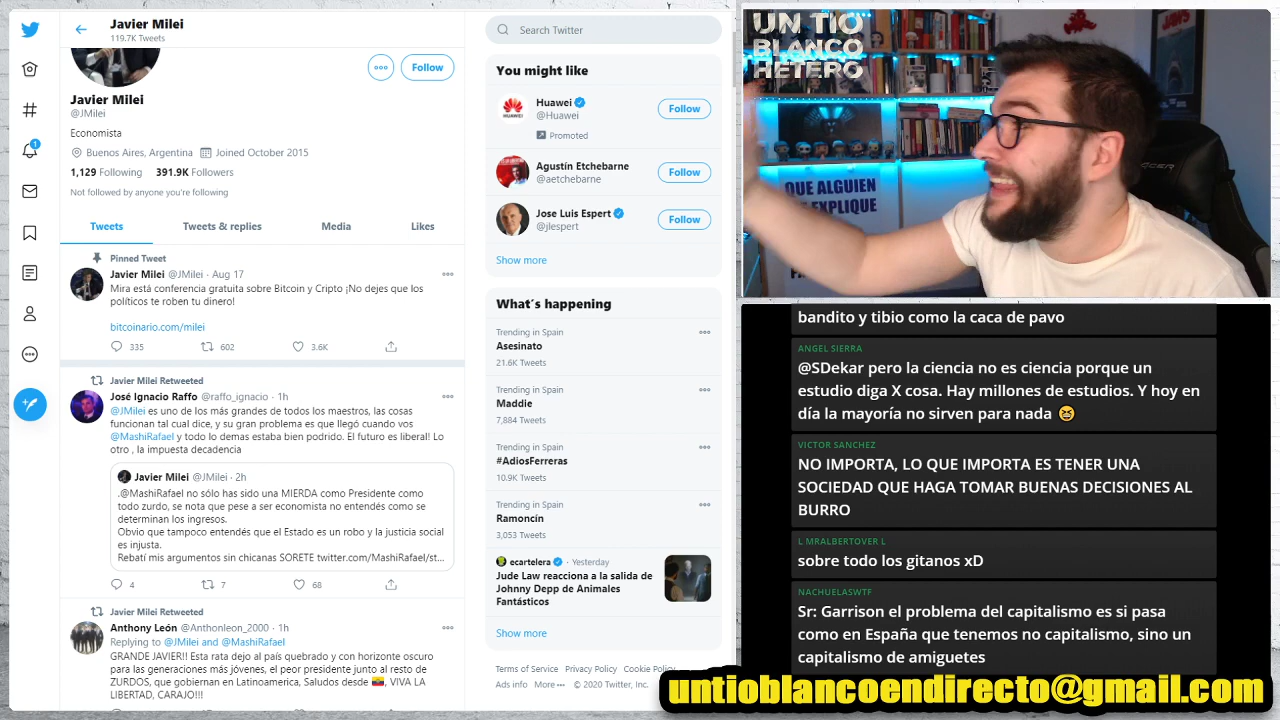 Javier Milei
119.7K Tweets
Follow
Javier Milei
@JMilei
Economista
Buenos Aires, Argentina Joined October 2015
1,129 Following 391.9K Followers
Not followed by anyone you're following
Tweets Tweets & replies Media Likes
Pinned Tweet
Javier Milei @JMilei · Aug 17
Mira está conferencia gratuita sobre Bitcoin y Cripto ¡No dejes que los
políticos te roben tu dinero!
bitcoinario.com/milei
335 602 3.6K
Javier Milei Retweeted
José Ignacio Raffo @raffo_ignacio · 1h
@JMilei es uno de los más grandes de todos los maestros, las cosas
funcionan tal cual dice, y su gran problema es que llegó cuando vos
@MashiRafael y todo lo demas estaba bien podrido. El futuro es liberal! Lo
otro , la impuesta decadencia
Javier Milei @JMilei · 2h
.@MashiRafael no sólo has sido una MIERDA como Presidente como
todo zurdo, se nota que pese a ser economista no entendés como se
determinan los ingresos.
Obvio que tampoco entendés que el Estado es un robo y la justicia social
es injusta.
Rebatí mis argumentos sin chicanas SORETE twitter.com/MashiRafael/st...
4 7 68
Javier Milei Retweeted
Anthony León @Anthonleon_2000 · 1h
Replying to @JMilei and @MashiRafael
GRANDE JAVIER!! Esta rata dejo al país quebrado y con horizonte oscuro
para las generaciones más jóvenes, el peor presidente junto al resto de
ZURDOS, que gobiernan en Latinoamerica, Saludos desde 🇪🇨, VIVA LA
LIBERTAD, CARAJO!!!
1
Search Twitter
You might like
Huawei
@Huawei
Promoted
Follow
Agustín Etchebarne
@aetchebarne
Follow
Jose Luis Espert
@jlespert
Follow
Show more
What's happening
Trending in Spain
Asesinato
21.6K Tweets
Trending in Spain
Maddie
7,884 Tweets
Trending in Spain
#AdiosFerreras
10.9K Tweets
Trending in Spain
Ramoncín
3,053 Tweets
ecartelera · Yesterday
Jude Law reacciona a la salida de
Johnny Depp de Animales
Fantásticos
Show more
Terms of Service Privacy Policy Cookie Policy
Ads info More ••• © 2020 Twitter, Inc.
UN TIO
BLANCO
HETERO
QUE ALGUIEN
EXPLIQUE
ACER
bandito y tibio como la caca de pavo
ANGEL SIERRA
@SDekar pero la ciencia no es ciencia porque un
estudio diga X cosa. Hay millones de estudios. Y hoy en
día la mayoría no sirven para nada 😆
VICTOR SANCHEZ
NO IMPORTA, LO QUE IMPORTA ES TENER UNA
SOCIEDAD QUE HAGA TOMAR BUENAS DECISIONES AL
BURRO
L MRALBERTOVER L
sobre todo los gitanos xD
NACHUELASWTF
Sr: Garrison el problema del capitalismo es si pasa
como en España que tenemos no capitalismo, sino un
capitalismo de amiguetes
untioblancoendirecto@gmail.com